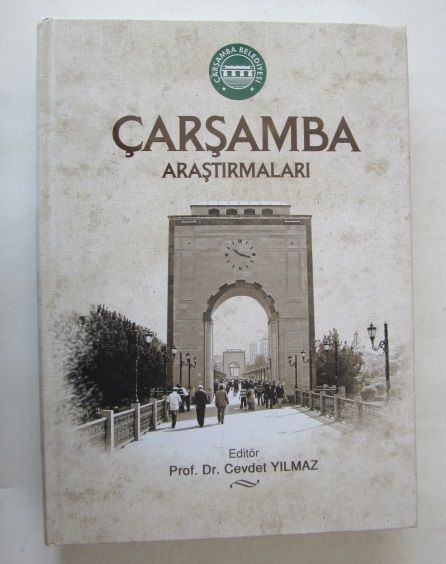 ÇARŞAMBA BELEDİYESİ
ÇARŞAMBA
ARAŞTIRMALARI
Editör
Prof. Dr. Cevdet YILMAZ